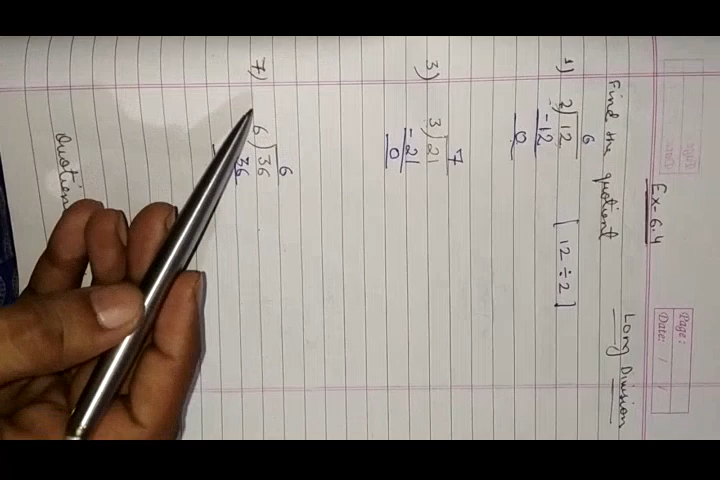 Page:
Date: / /
Ex-6.4
Long Division
Find the quotient
6
1) 2)12 [12÷2]
-12
0
7
3) 3)21
-21
0
6
7) 6)36
36